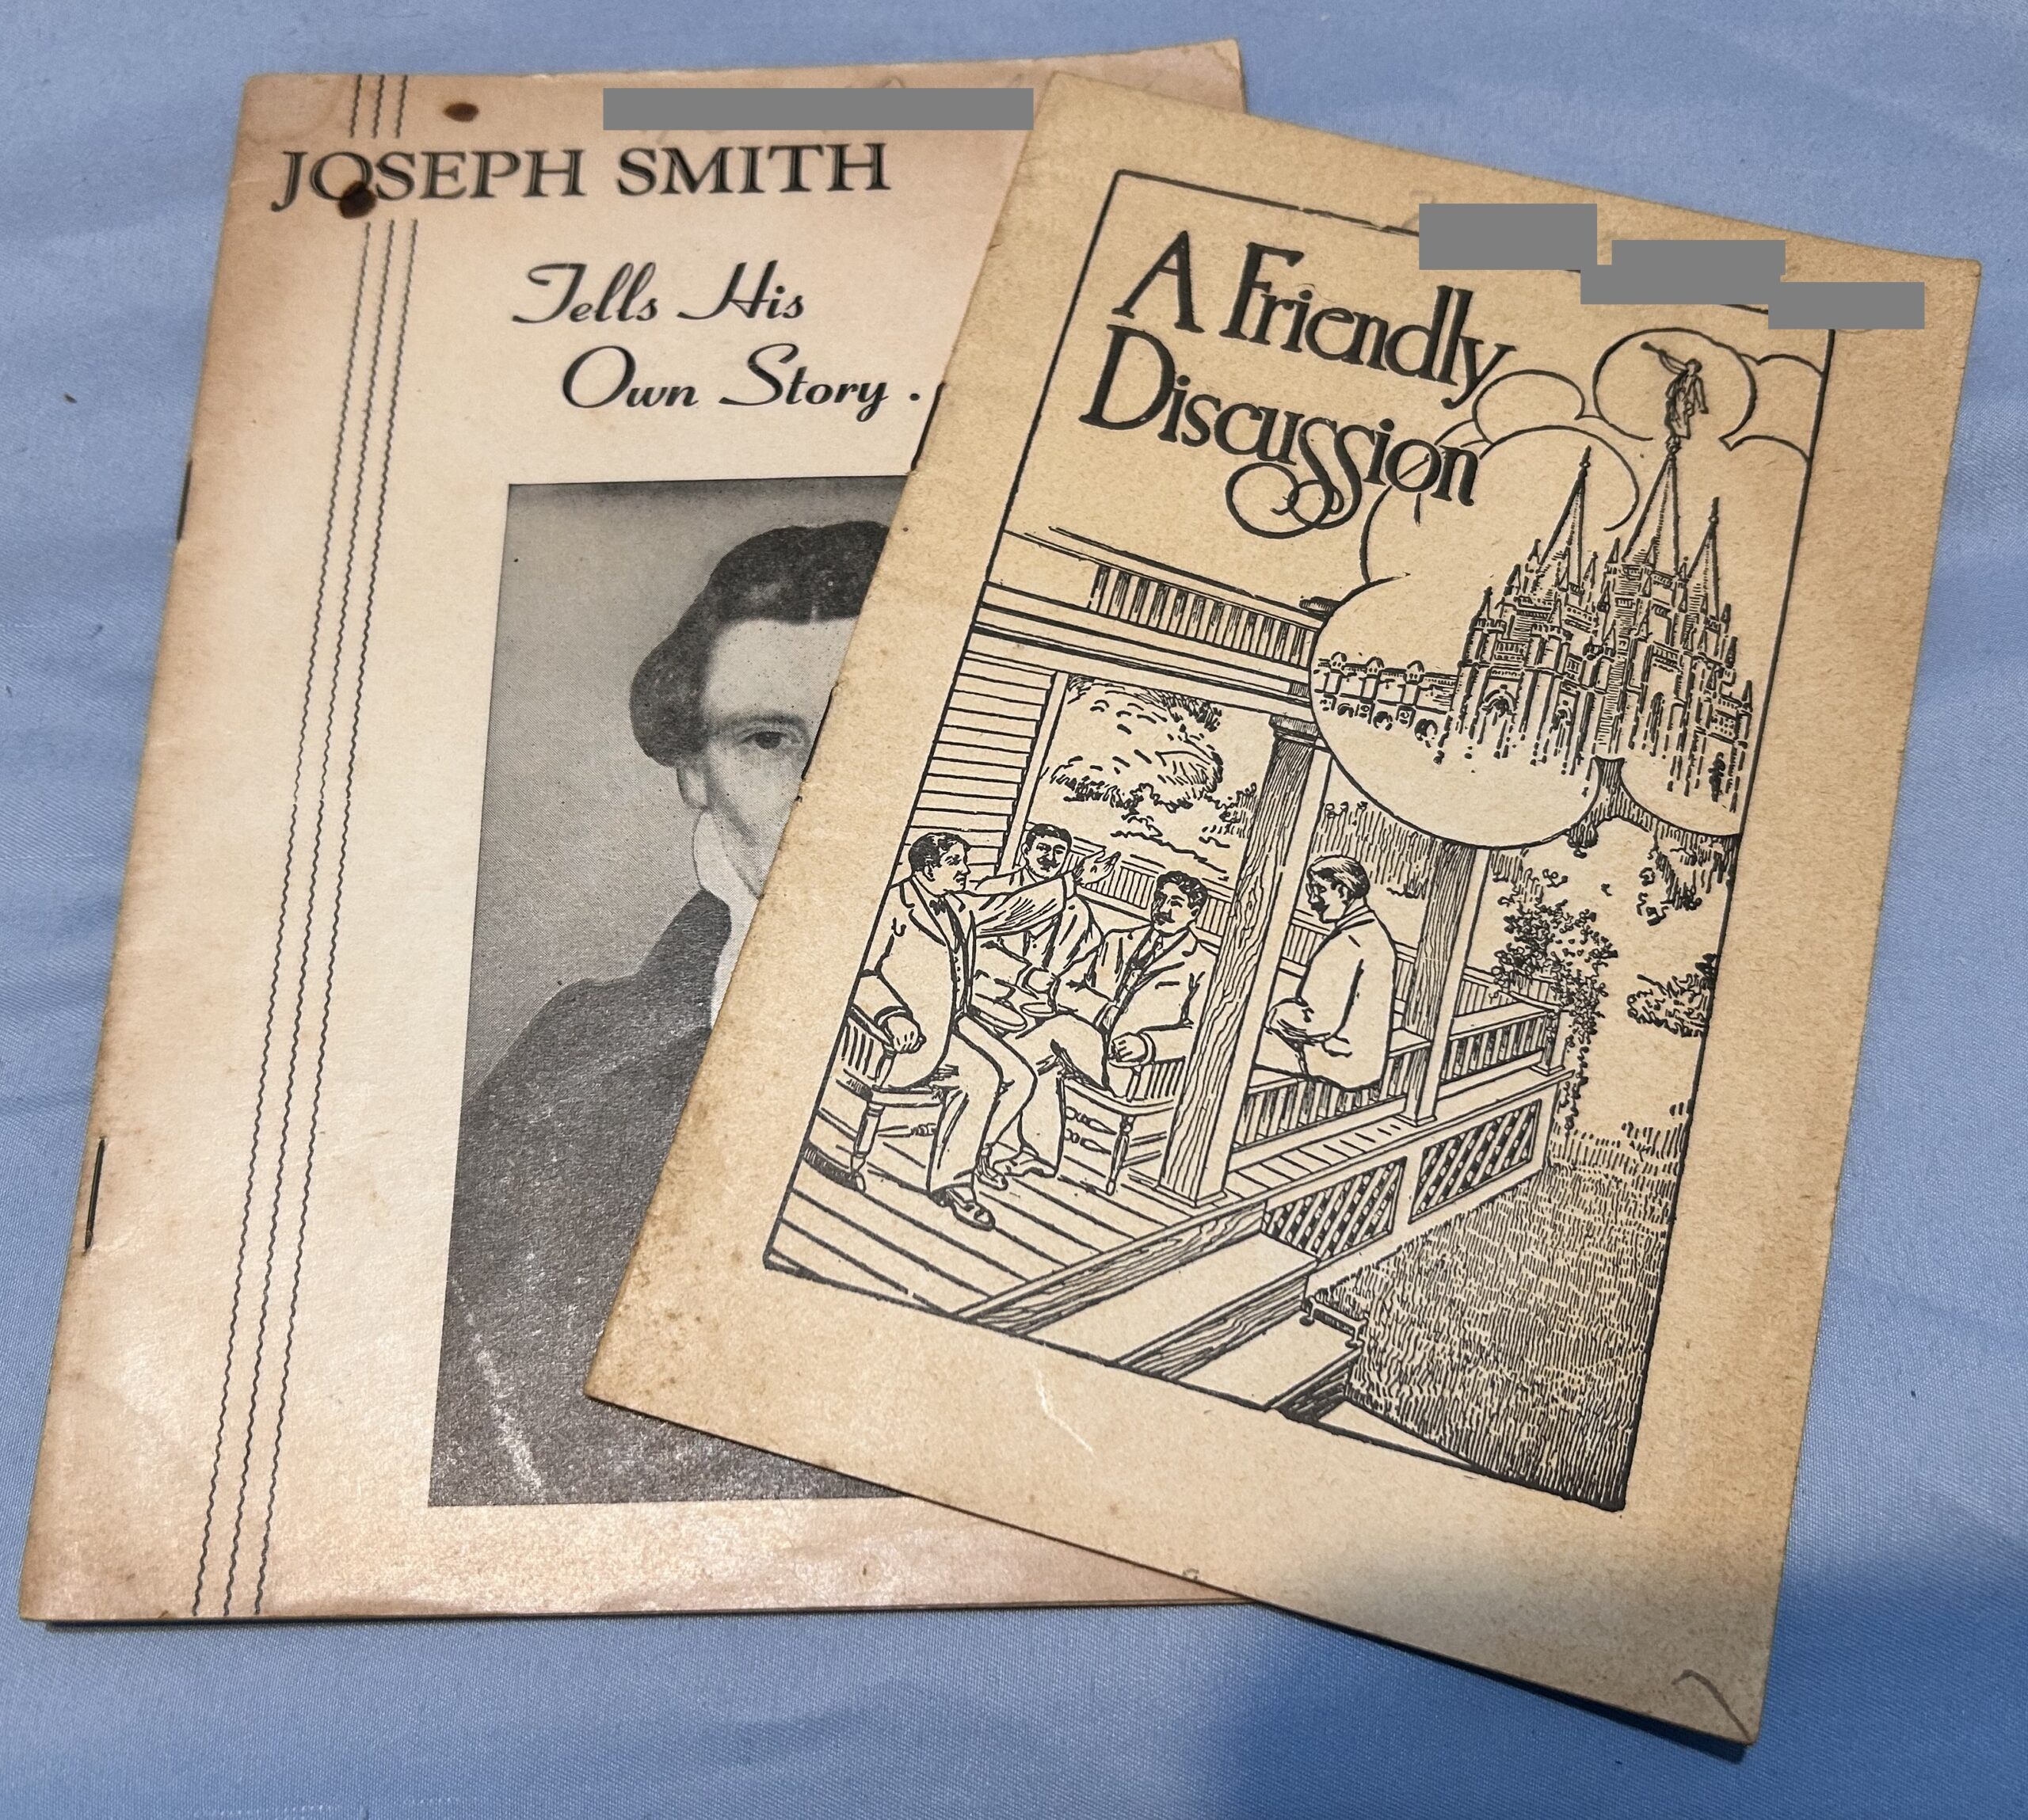 JOSEPH SMITH
Tells His
Own Story .
A Friendly
Discussion